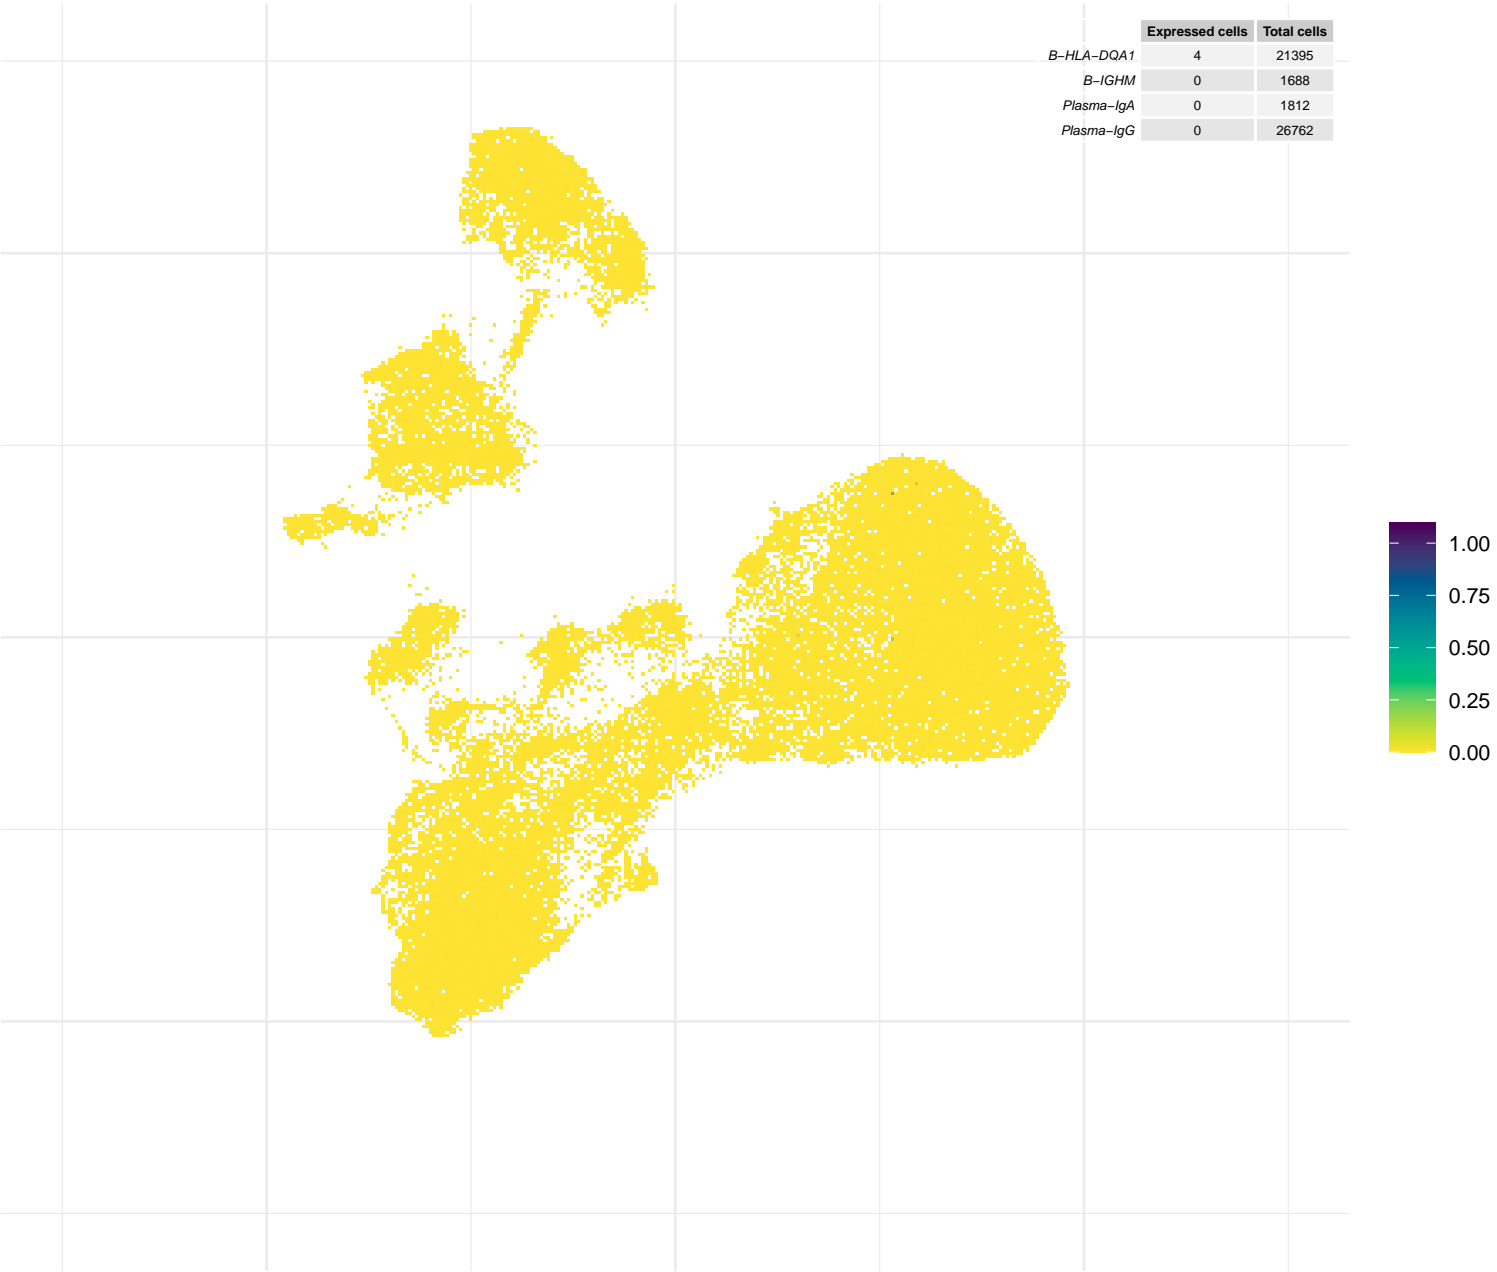 Expressed cells Total cells
B−HLA−DQA1 4 21395
B−IGHM 0 1688
Plasma−IgA 0 1812
Plasma−IgG 0 26762
1.00
0.75
0.50
0.25
0.00